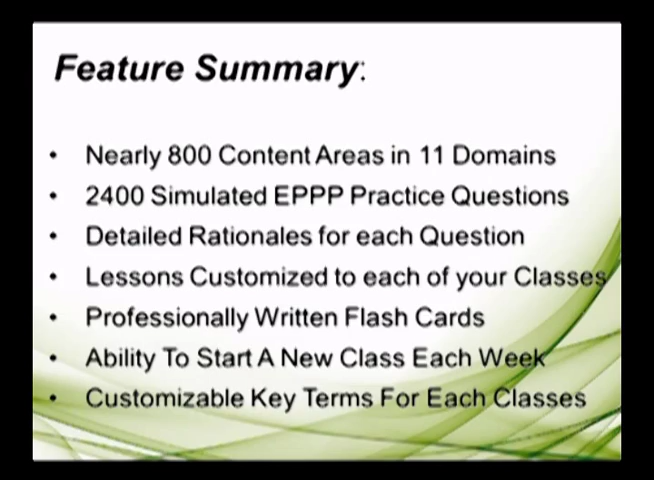 Feature Summary:
• Nearly 800 Content Areas in 11 Domains
• 2400 Simulated EPPP Practice Questions
• Detailed Rationales for each Question
• Lessons Customized to each of your Classes
• Professionally Written Flash Cards
• Ability To Start A New Class Each Week
• Customizable Key Terms For Each Classes